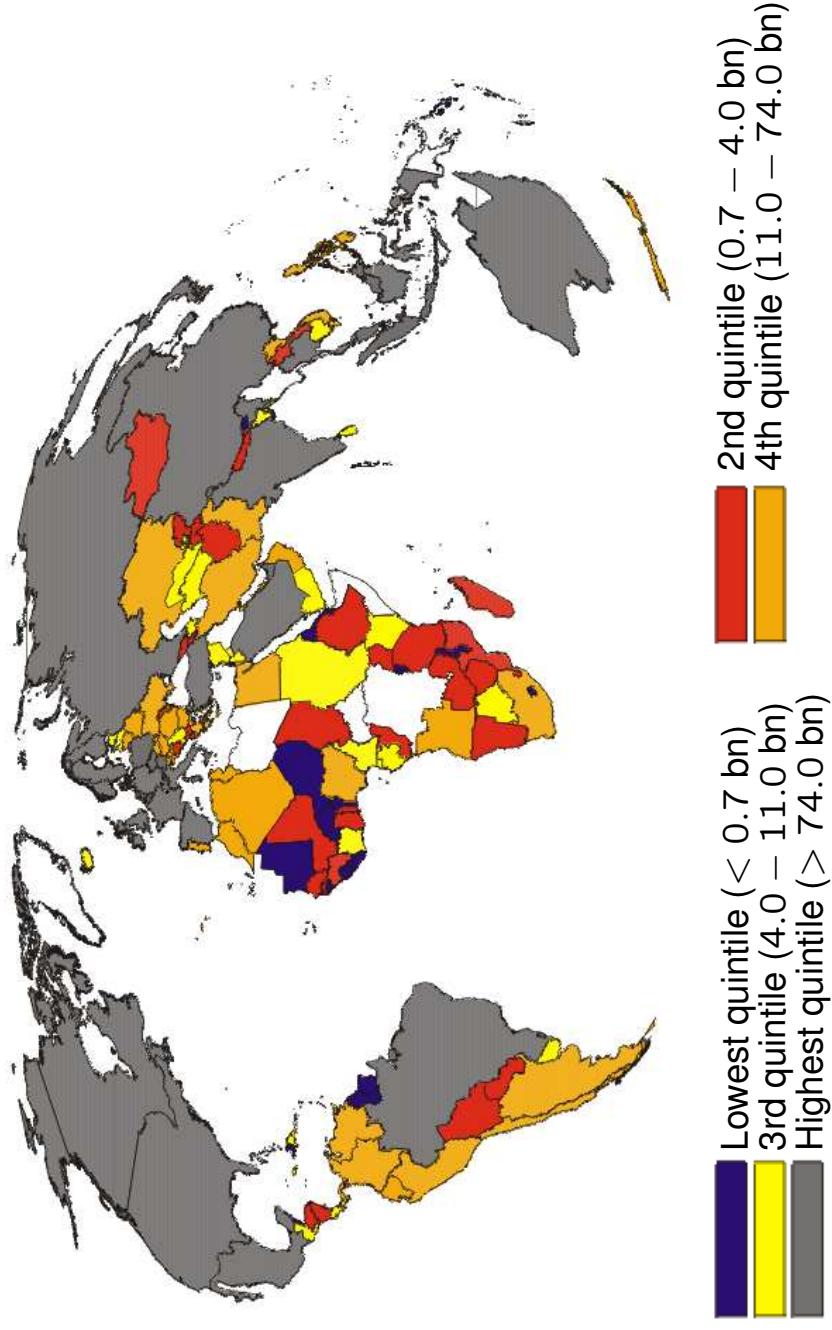 Lowest quintile (< 0.7 bn)
2nd quintile (0.7 − 4.0 bn)
3rd quintile (4.0 − 11.0 bn)
4th quintile (11.0 − 74.0 bn)
Highest quintile (> 74.0 bn)